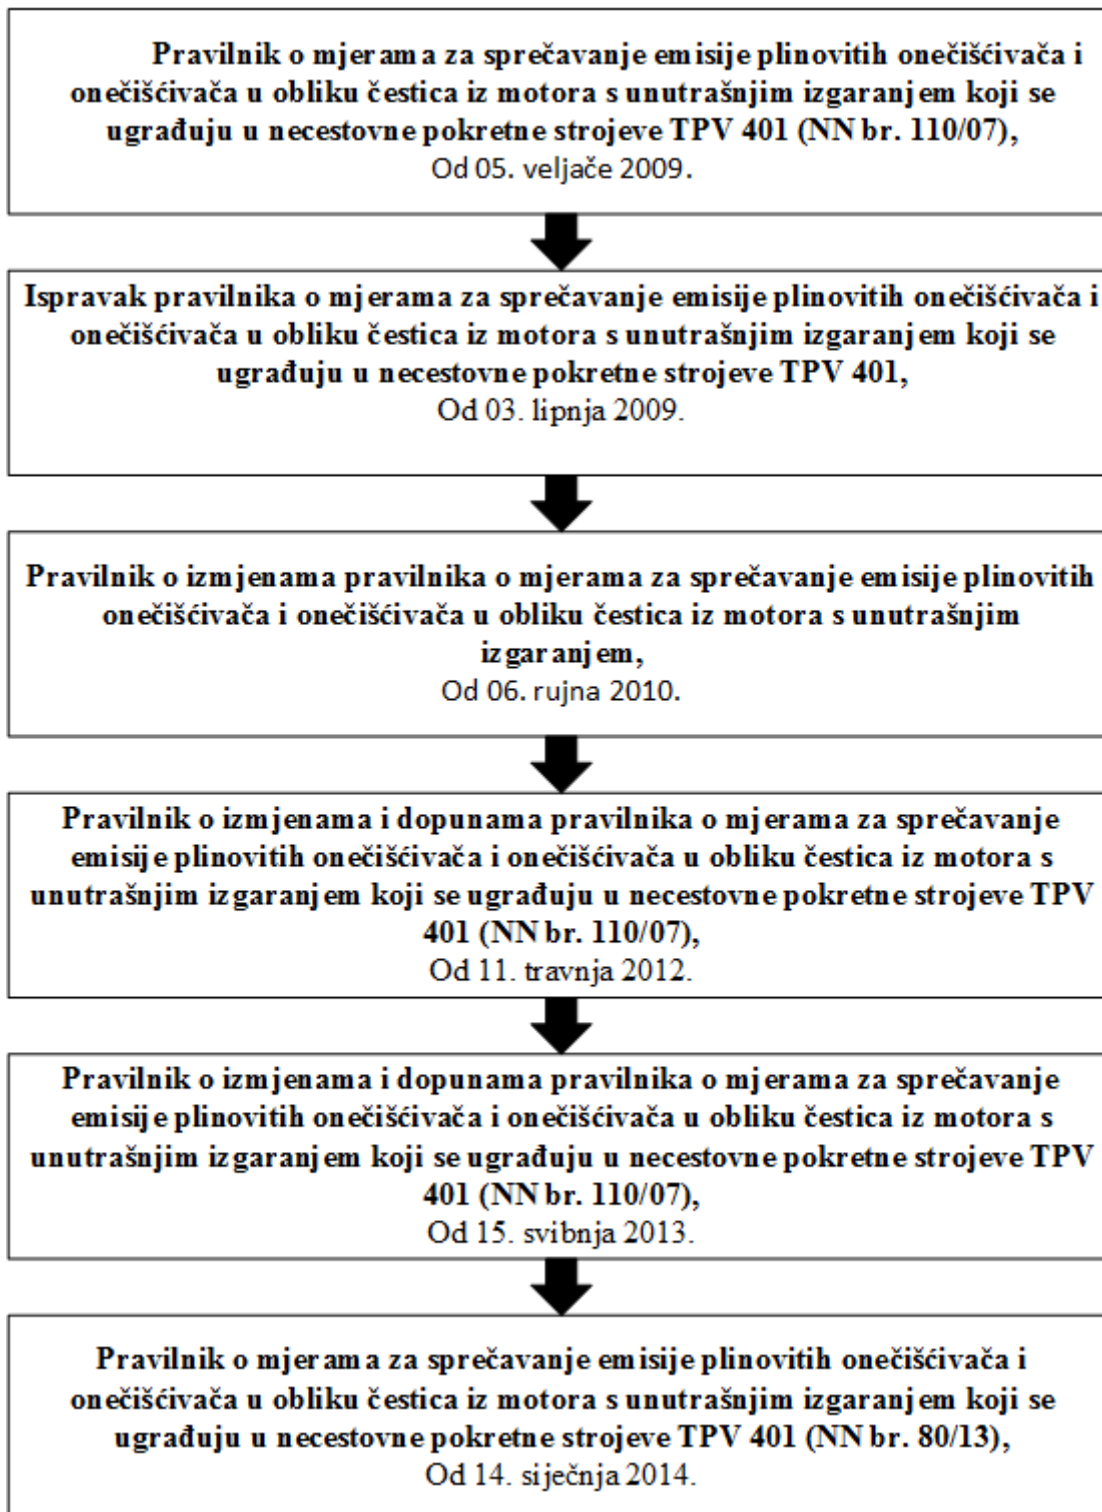 Pravilnik o mjerama za sprečavanje emisije plinovitih onečišćivača i
onečišćivača u obliku čestica iz motora s unutrašnjim izgaranjem koji se
ugrađuju u necestovne pokretne strojeve TPV 401 (NN br. 110/07),
Od 05. veljače 2009.
Ispravak pravilnika o mjerama za sprečavanje emisije plinovitih onečišćivača i
onečišćivača u obliku čestica iz motora s unutrašnjim izgaranjem koji se
ugrađuju u necestovne pokretne strojeve TPV 401,
Od 03. lipnja 2009.
Pravilnik o izmjenama pravilnika o mjerama za sprečavanje emisije plinovitih
onečišćivača i onečišćivača u obliku čestica iz motora s unutrašnjim
izgaranjem,
Od 06. rujna 2010.
Pravilnik o izmjenama i dopunama pravilnika o mjerama za sprečavanje
emisije plinovitih onečišćivača i onečišćivača u obliku čestica iz motora s
unutrašnjim izgaranjem koji se ugrađuju u necestovne pokretne strojeve TPV
401 (NN br. 110/07),
Od 11. travnja 2012.
Pravilnik o izmjenama i dopunama pravilnika o mjerama za sprečavanje
emisije plinovitih onečišćivača i onečišćivača u obliku čestica iz motora s
unutrašnjim izgaranjem koji se ugrađuju u necestovne pokretne strojeve TPV
401 (NN br. 110/07),
Od 15. svibnja 2013.
Pravilnik o mjerama za sprečavanje emisije plinovitih onečišćivača i
onečišćivača u obliku čestica iz motora s unutrašnjim izgaranjem koji se
ugrađuju u necestovne pokretne strojeve TPV 401 (NN br. 80/13),
Od 14. siječnja 2014.